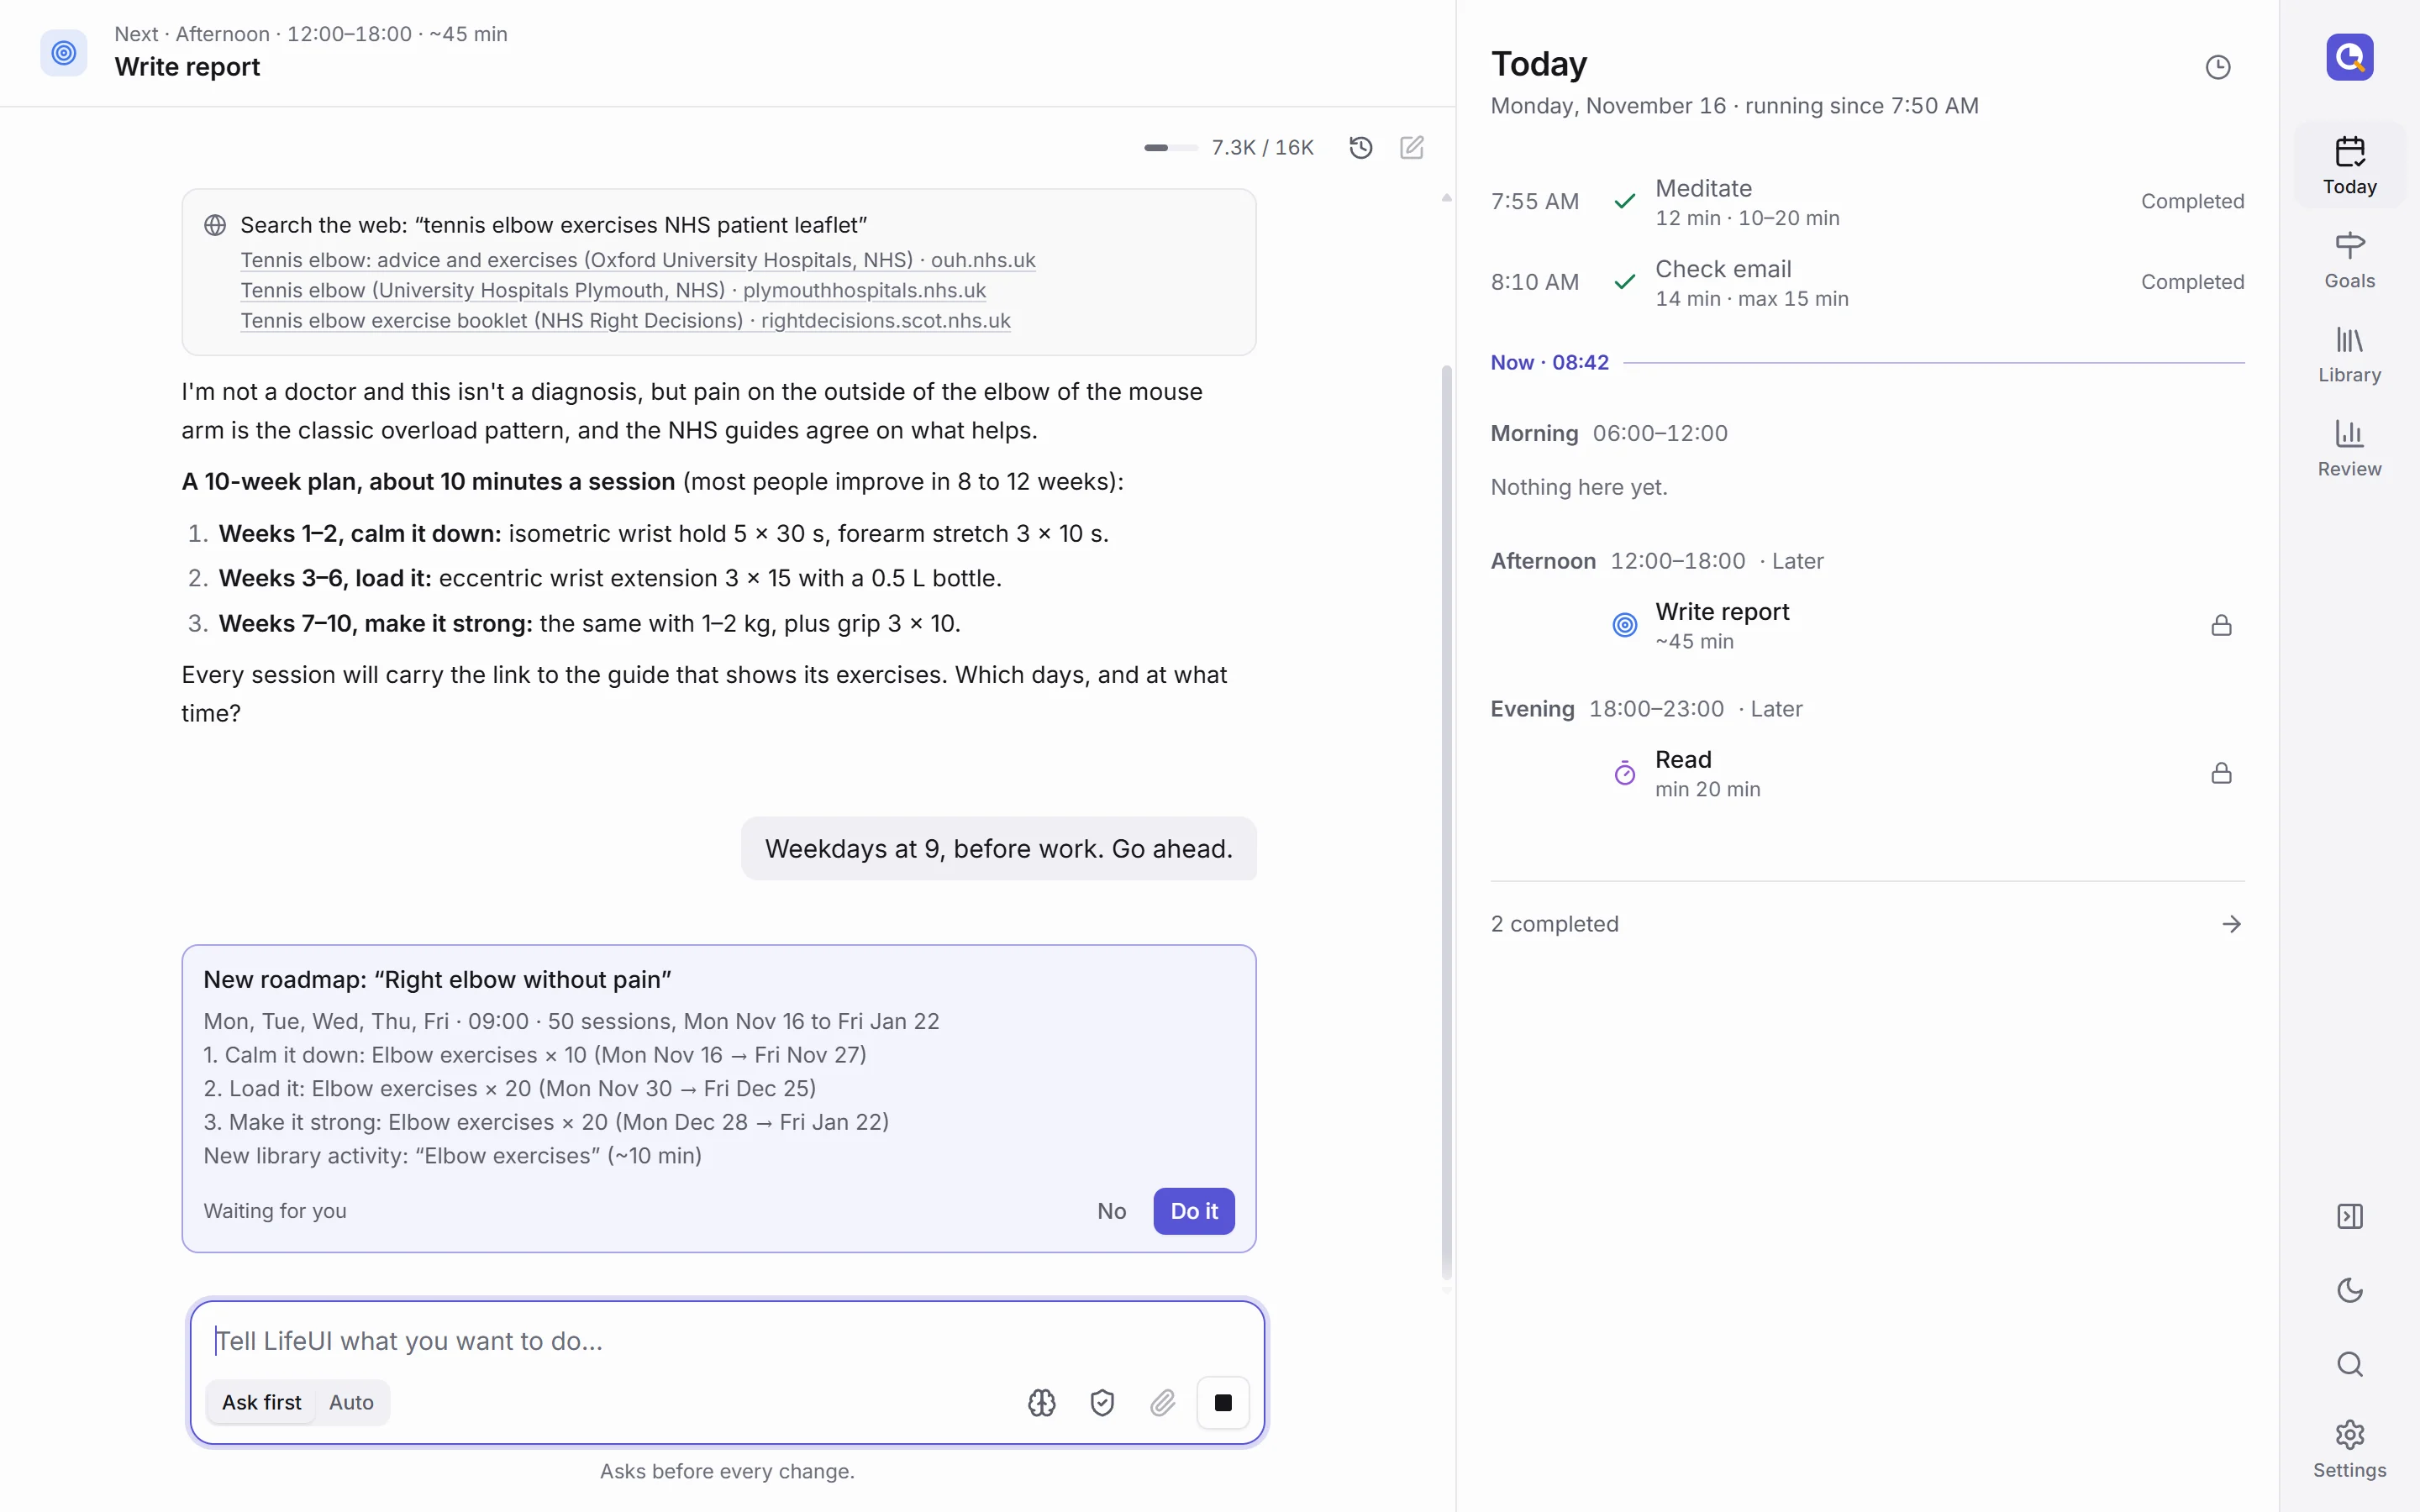 Next · Afternoon · 12:00–18:00 · ~45 min
Write report
7.3K / 16K
Search the web: “tennis elbow exercises NHS patient leaflet”
Tennis elbow: advice and exercises (Oxford University Hospitals, NHS) · ouh.nhs.uk
Tennis elbow (University Hospitals Plymouth, NHS) · plymouthhospitals.nhs.uk
Tennis elbow exercise booklet (NHS Right Decisions) · rightdecisions.scot.nhs.uk
I'm not a doctor and this isn't a diagnosis, but pain on the outside of the elbow of the mouse
arm is the classic overload pattern, and the NHS guides agree on what helps.
A 10-week plan, about 10 minutes a session (most people improve in 8 to 12 weeks):
1. Weeks 1–2, calm it down: isometric wrist hold 5 × 30 s, forearm stretch 3 × 10 s.
2. Weeks 3–6, load it: eccentric wrist extension 3 × 15 with a 0.5 L bottle.
3. Weeks 7–10, make it strong: the same with 1–2 kg, plus grip 3 × 10.
Every session will carry the link to the guide that shows its exercises. Which days, and at what
time?
Weekdays at 9, before work. Go ahead.
New roadmap: “Right elbow without pain”
Mon, Tue, Wed, Thu, Fri · 09:00 · 50 sessions, Mon Nov 16 to Fri Jan 22
1. Calm it down: Elbow exercises × 10 (Mon Nov 16 → Fri Nov 27)
2. Load it: Elbow exercises × 20 (Mon Nov 30 → Fri Dec 25)
3. Make it strong: Elbow exercises × 20 (Mon Dec 28 → Fri Jan 22)
New library activity: “Elbow exercises” (~10 min)
Waiting for you
No
Do it
Tell LifeUI what you want to do...
Ask first
Auto
Asks before every change.
Today
Monday, November 16 · running since 7:50 AM
7:55 AM
Meditate
12 min · 10–20 min
Completed
8:10 AM
Check email
14 min · max 15 min
Completed
Now · 08:42
Morning 06:00–12:00
Nothing here yet.
Afternoon 12:00–18:00 · Later
Write report
~45 min
Evening 18:00–23:00 · Later
Read
min 20 min
2 completed
Today
Goals
Library
Review
Settings